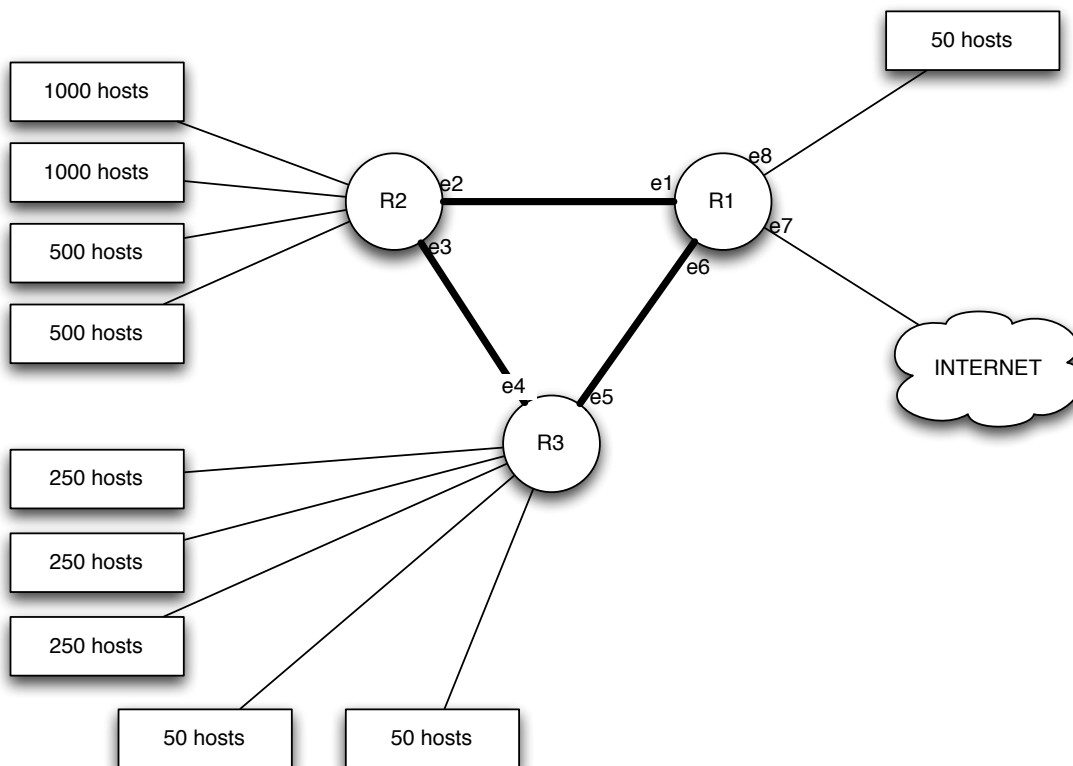 50 hosts
1000 hosts
1000 hosts
500 hosts
500 hosts
e8
e2
e1
R2
R1
e7
e3
e6
INTERNET
e4
e5
R3
250 hosts
250 hosts
250 hosts
50 hosts
50 hosts